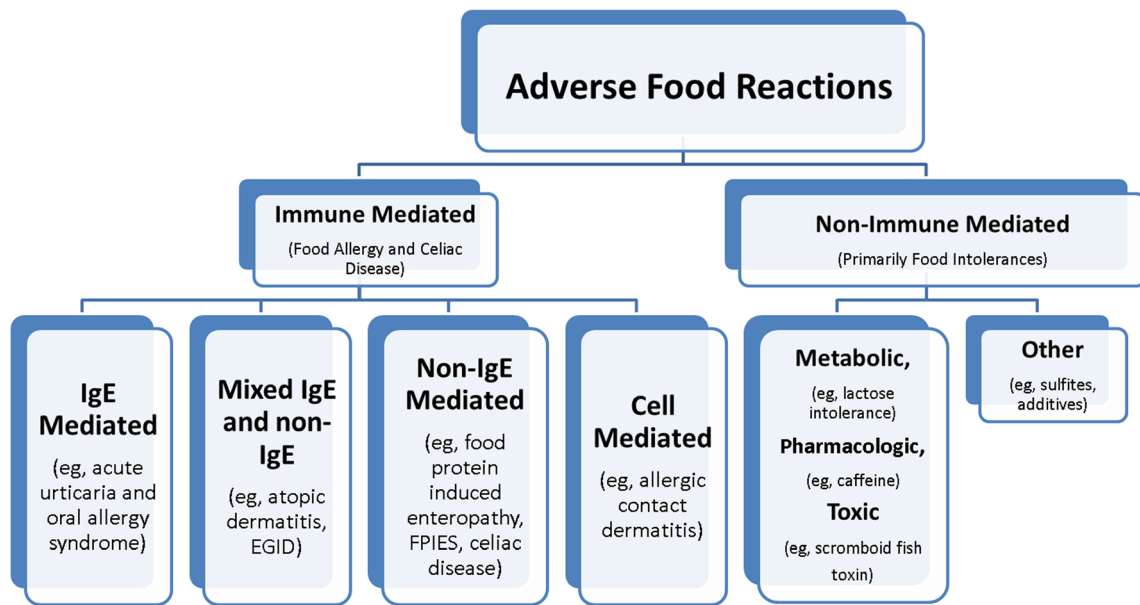 Adverse Food Reactions
Immune Mediated
(Food Allergy and Celiac
Disease)
Non-Immune Mediated
(Primarily Food Intolerances)
IgE
Mediated
(eg, acute
urticaria and
oral allergy
syndrome)
Mixed IgE
and non-
IgE
(eg, atopic
dermatitis,
EGID)
Non-IgE
Mediated
(eg, food
protein
induced
enteropathy,
FPIES, celiac
disease)
Cell
Mediated
(eg, allergic
contact
dermatitis)
Metabolic,
(eg, lactose
intolerance)
Pharmacologic,
(eg, caffeine)
Toxic
(eg, scromboid fish
toxin)
Other
(eg, sulfites,
additives)